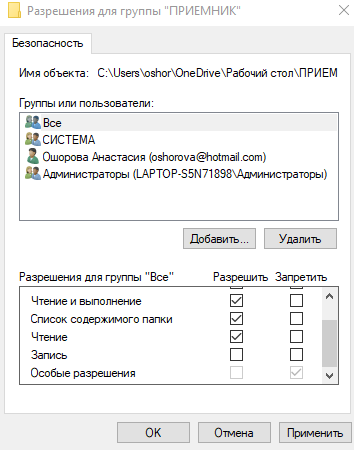 Разрешения для группы "ПРИЕМНИК"
Безопасность
Имя объекта: C:\Users\oshor\OneDrive\Рабочий стол\ПРИЕМ
Группы или пользователи:
Все
СИСТЕМА
Ошорова Анастасия (oshorova@hotmail.com)
Администраторы (LAPTOP-S5N71898\Администраторы)
Добавить...
Удалить
Разрешения для группы "Все" Разрешить Запретить
Чтение и выполнение
Список содержимого папки
Чтение
Запись
Особые разрешения
ОК
Отмена
Применить